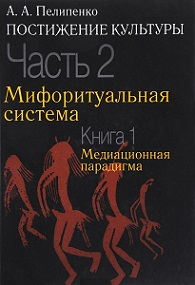 А. А. Пелипенко
ПОСТИЖЕНИЕ КУЛЬТУРЫ
Часть 2
Мифоритуальная
система
Книга 1
Медиационная
парадигма